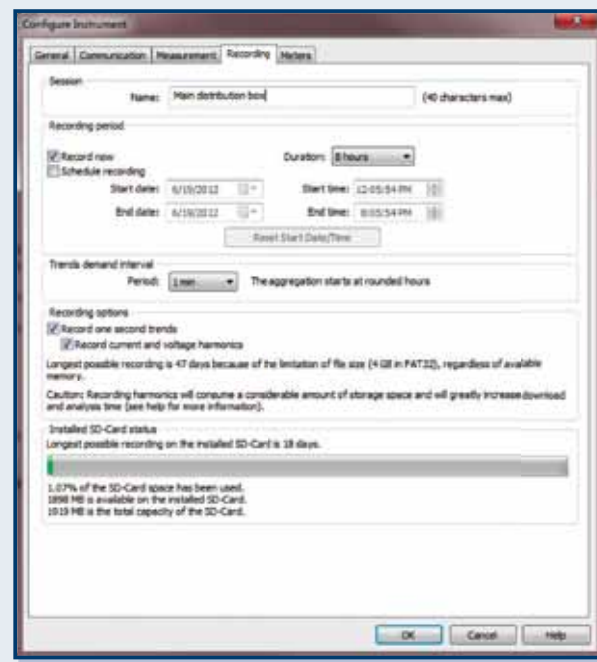 Configure Instrument
General Communication Measurement Recording Meters
Session
Name: Main distribution box (40 characters max)
Recording period
Record now Duration: 8 hours
Schedule recording
Start date: 6/19/2012 Start time: 12:05:54 PM
End date: 6/19/2012 End time: 8:05:54 PM
Reset Start Date/Time
Trends demand interval
Period: 1 min The aggregation starts at rounded hours
Recording options
Record one second trends
Record current and voltage harmonics
Longest possible recording is 47 days because of the limitation of file size (4 GB in FAT32), regardless of available
memory.
Caution: Recording harmonics will consume a considerable amount of storage space and will greatly increase download
and analysis time (see help for more information).
Installed SD-Card status
Longest possible recording on the installed SD-Card is 18 days.
1.07% of the SD-Card space has been used.
1898 MB is available on the installed SD-Card.
1919 MB is the total capacity of the SD-Card.
OK Cancel Help